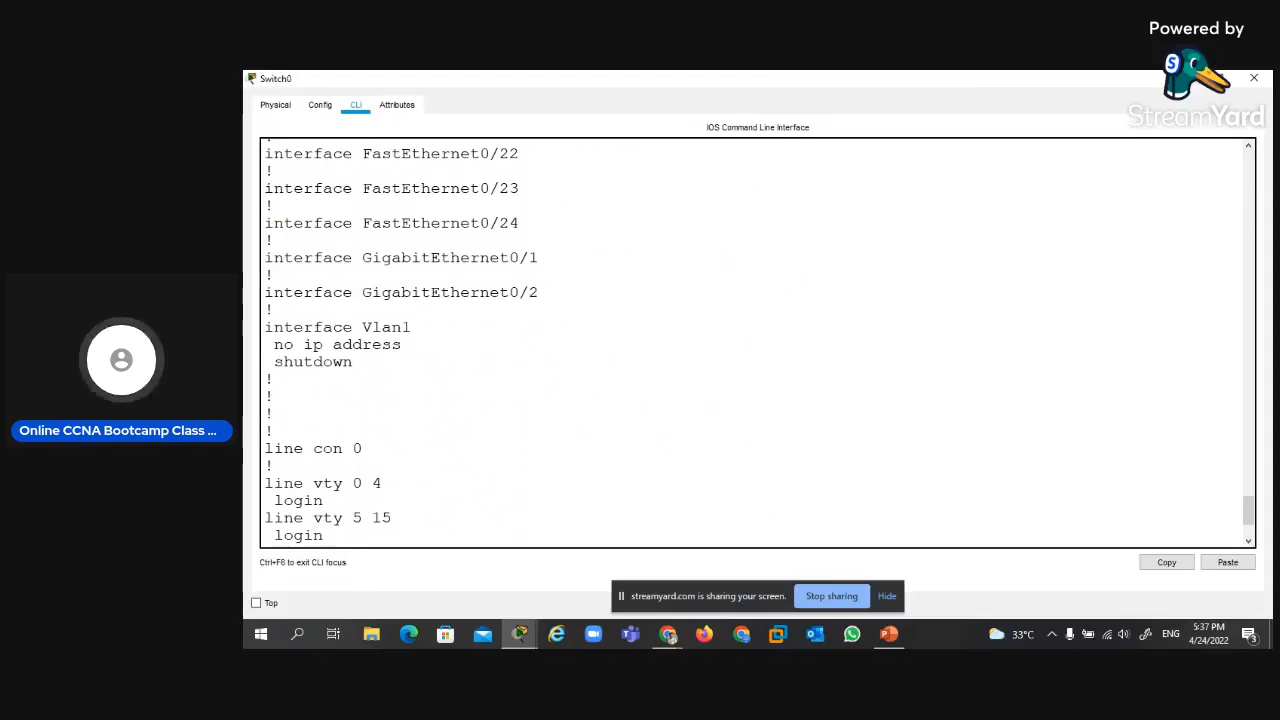 Powered by
StreamYard
Switch0
Physical Config CLI Attributes
IOS Command Line Interface
interface FastEthernet0/22
!
interface FastEthernet0/23
!
interface FastEthernet0/24
!
interface GigabitEthernet0/1
!
interface GigabitEthernet0/2
!
interface Vlan1
no ip address
shutdown
!
!
!
!
line con 0
!
line vty 0 4
login
line vty 5 15
login
Ctrl+F6 to exit CLI focus
Copy Paste
Top
streamyard.com is sharing your screen. Stop sharing Hide
Online CCNA Bootcamp Class ...
33°C ENG 5:37 PM
4/24/2022 3